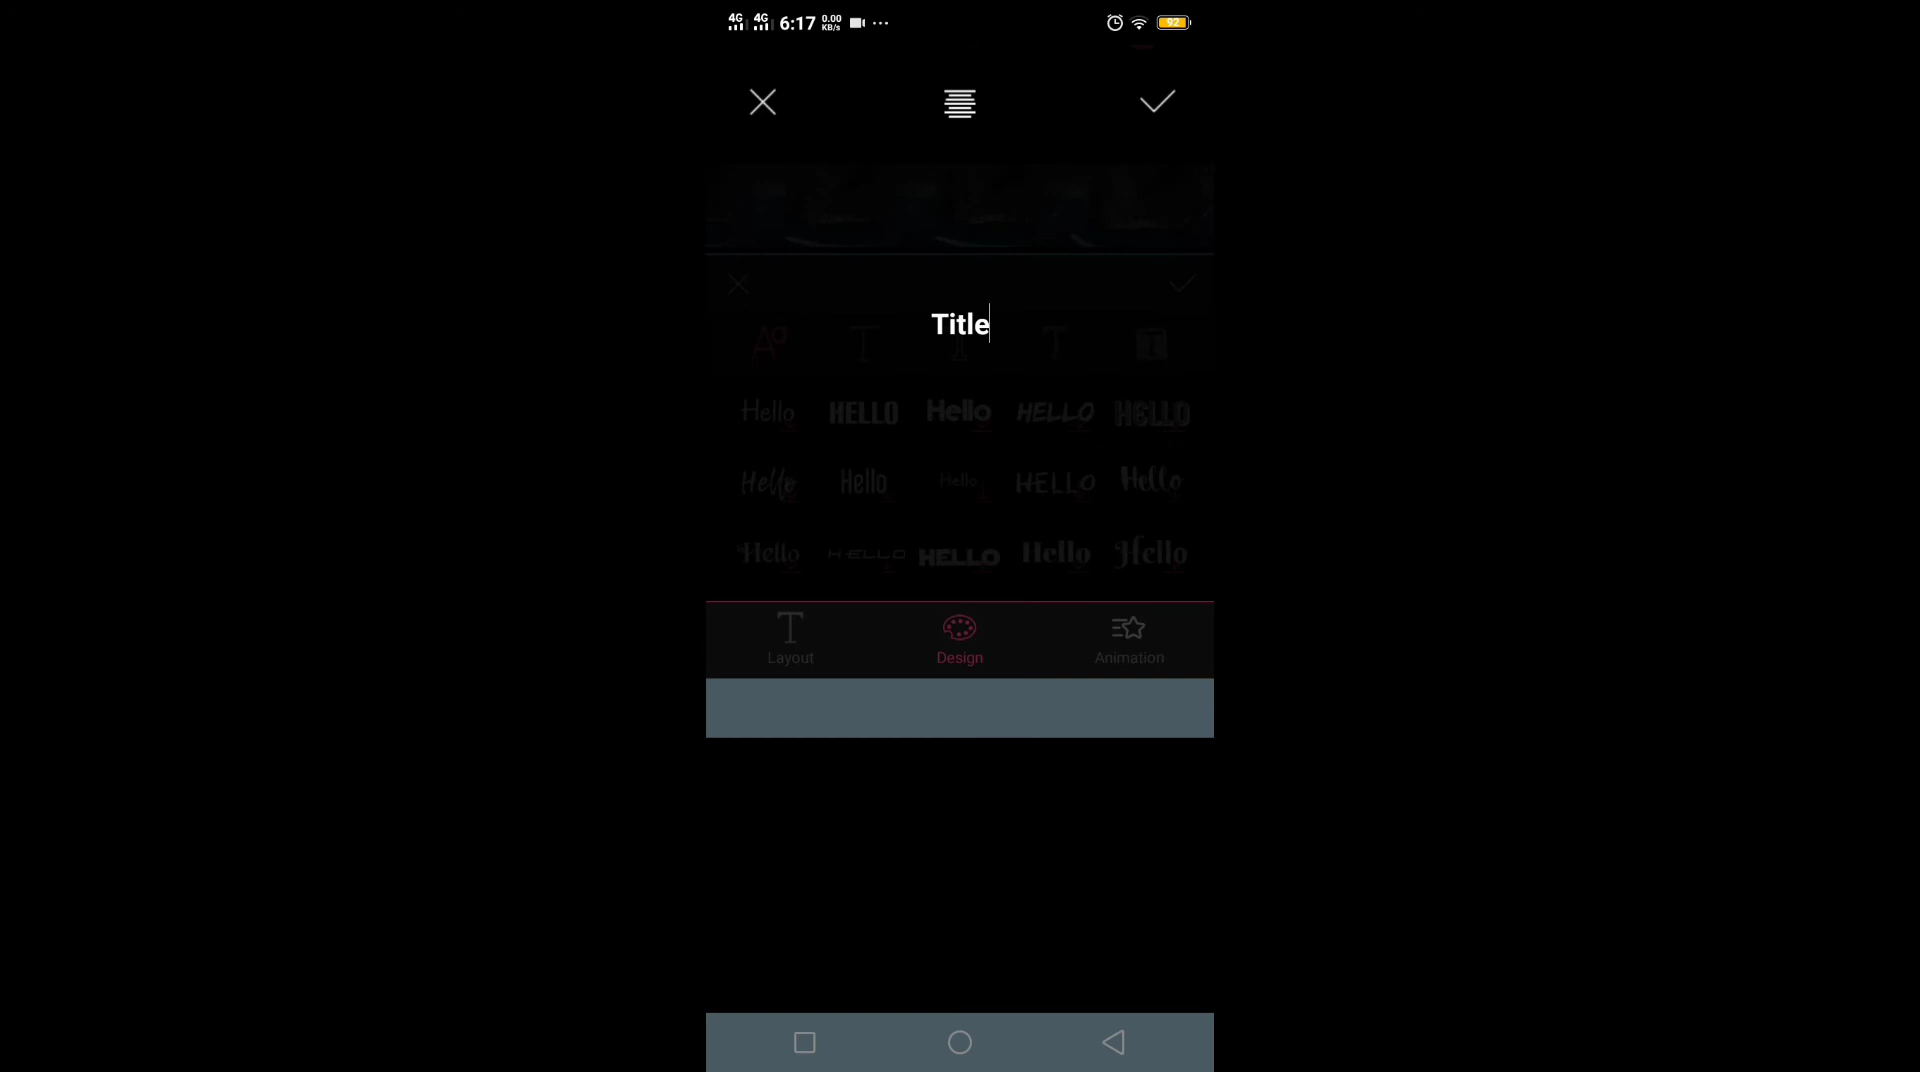 4G 4G 6:17 0.00 KB/s ... 92
Title
Hello HELLO Hello HELLO HELLO
Hello Hello Hello HELLO Hello
Hello HELLO HELLO Hello Hello
Layout Design Animation